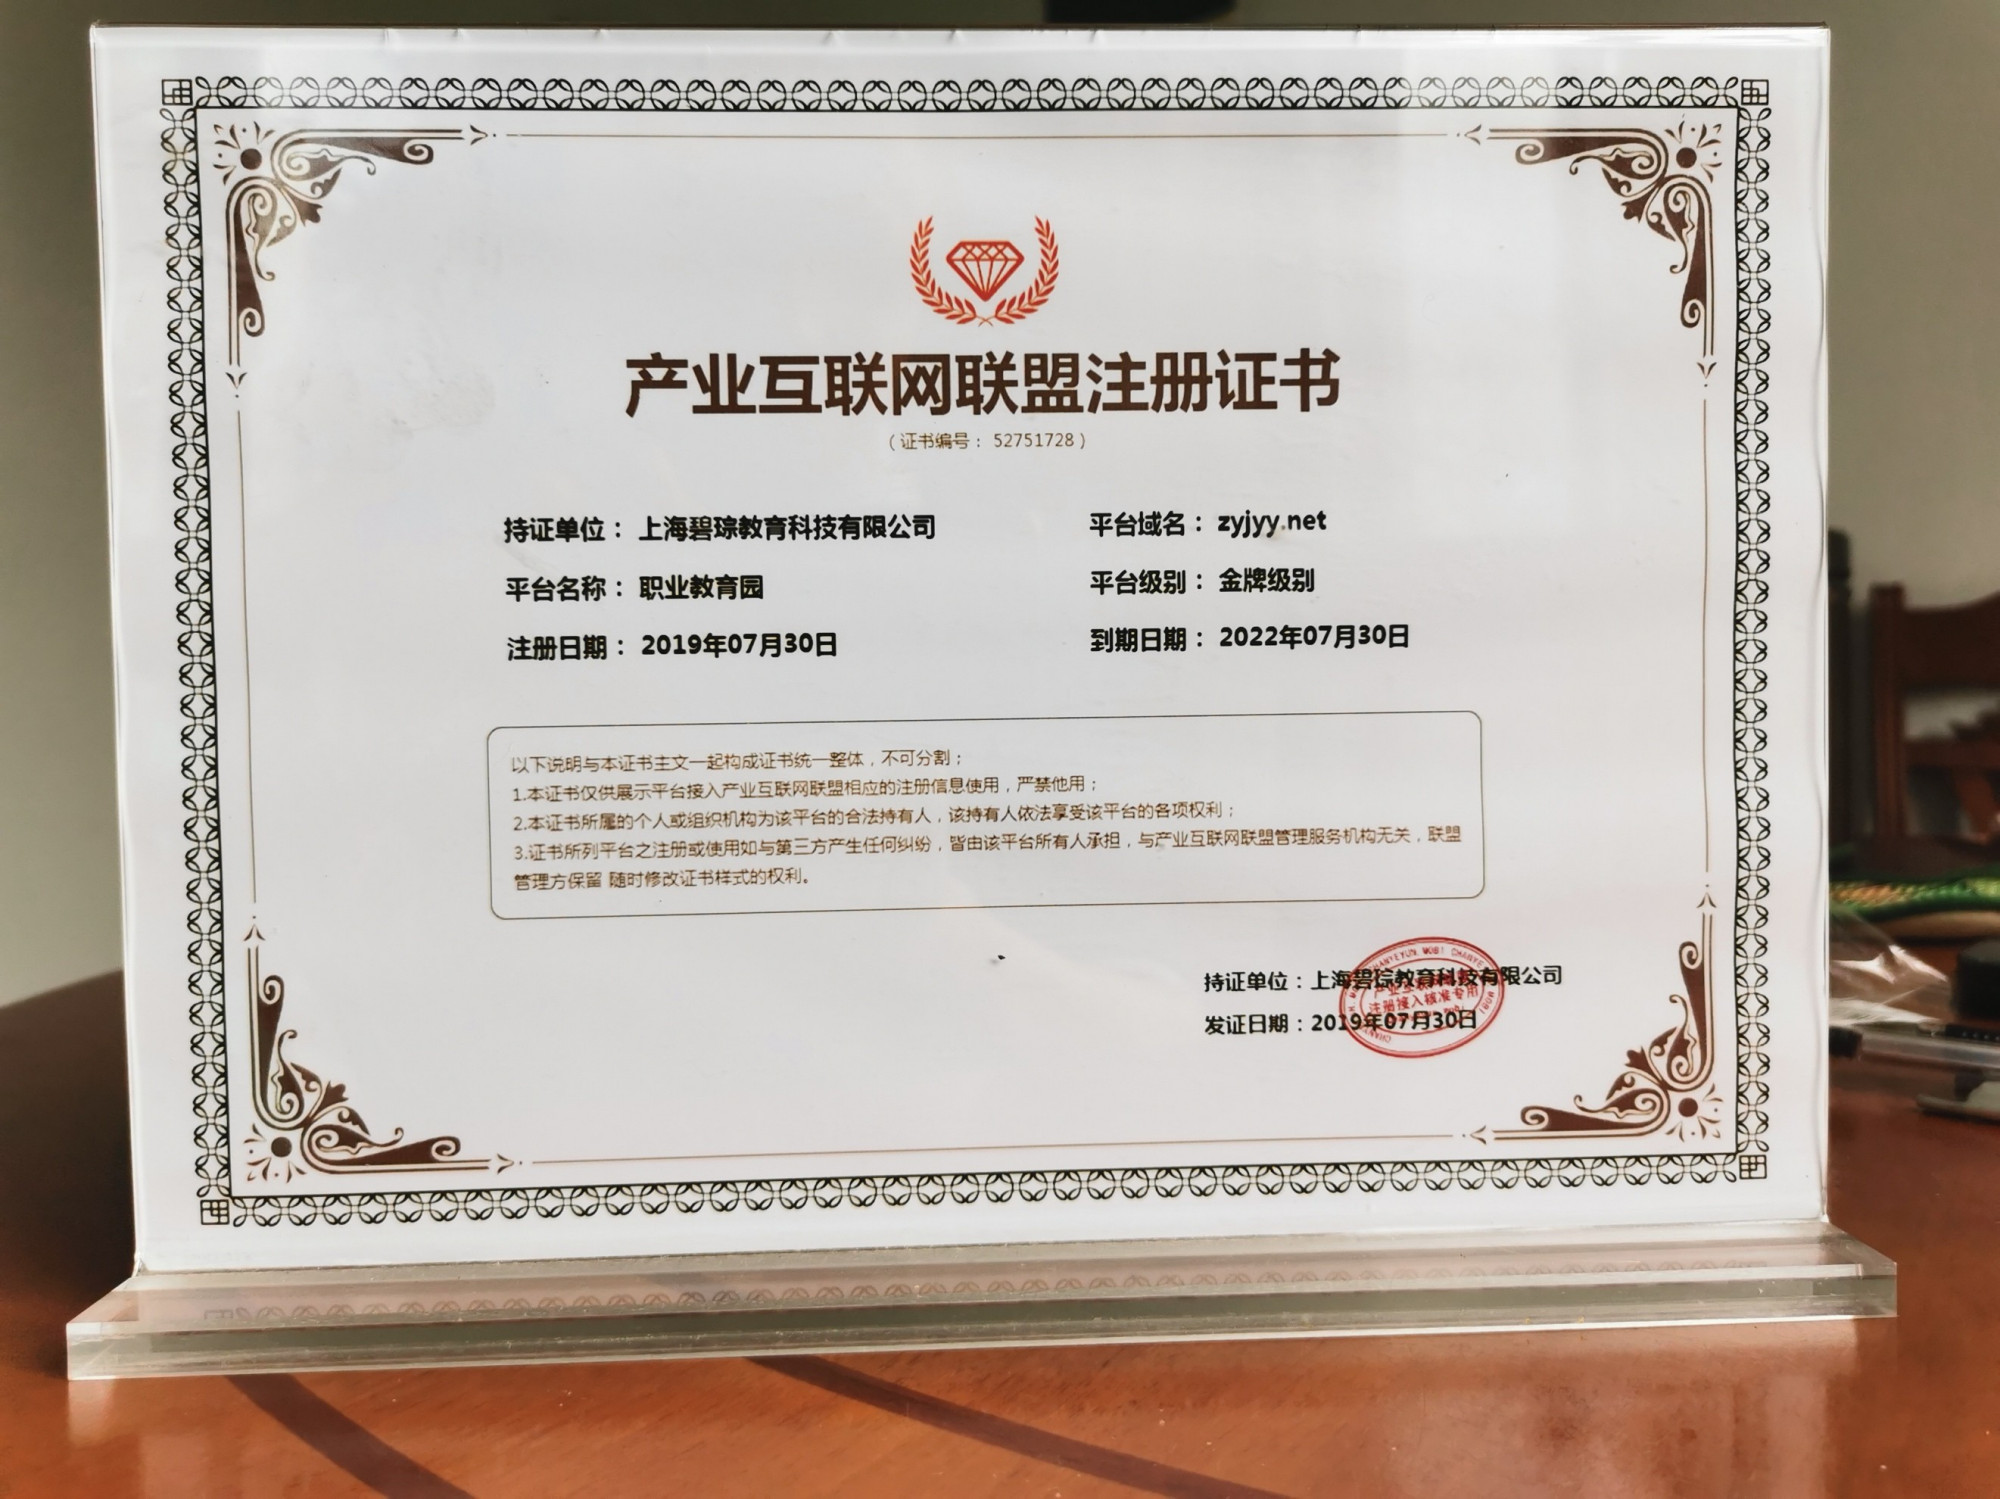 产业互联网联盟注册证书
（证书编号： 52751728）
持证单位： 上海碧琮教育科技有限公司
平台域名： zyjyy.net
平台名称： 职业教育园
平台级别： 金牌级别
注册日期： 2019年07月30日
到期日期： 2022年07月30日
以下说明与本证书主文一起构成证书统一整体，不可分割；
1.本证书仅供展示平台接入产业互联网联盟相应的注册信息使用，严禁他用；
2.本证书所属的个人或组织机构为该平台的合法持有人，该持有人依法享受该平台的各项权利；
3.证书所列平台之注册或使用如与第三方产生任何纠纷，皆由该平台所有人承担，与产业互联网联盟管理服务机构无关，联盟
管理方保留 随时修改证书样式的权利。
持证单位：上海碧琮教育科技有限公司
发证日期：2019年07月30日
注册接入核准专用